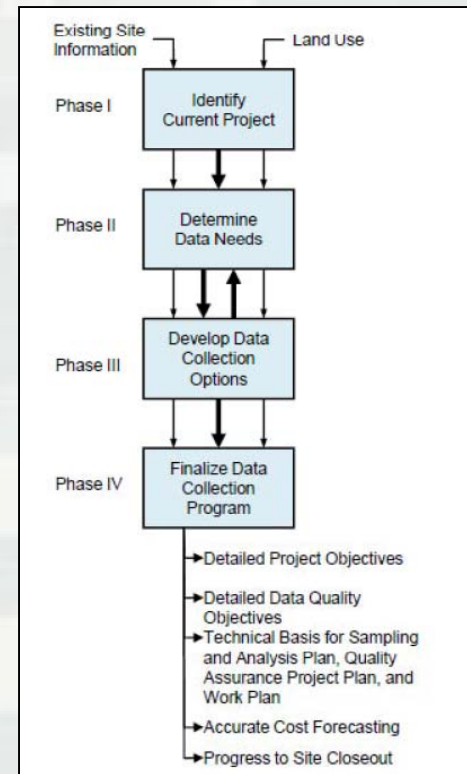 Existing Site
Information
Land Use
Phase I
Identify
Current Project
Phase II
Determine
Data Needs
Phase III
Develop Data
Collection
Options
Phase IV
Finalize Data
Collection
Program
Detailed Project Objectives
Detailed Data Quality
Objectives
Technical Basis for Sampling
and Analysis Plan, Quality
Assurance Project Plan, and
Work Plan
Accurate Cost Forecasting
Progress to Site Closeout